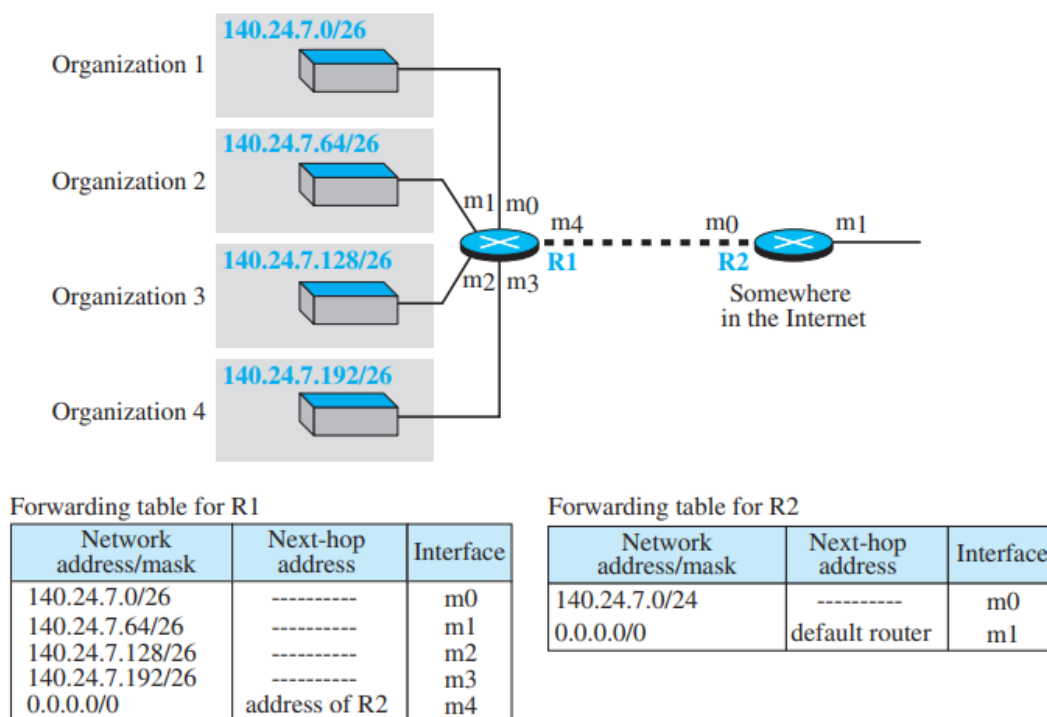 140.24.7.0/26
Organization 1
140.24.7.64/26
Organization 2
m1 m0
m4
m0
m1
140.24.7.128/26
R1
R2
m2 m3
Organization 3
Somewhere
in the Internet
140.24.7.192/26
Organization 4
Forwarding table for R1
Network address/mask Next-hop address Interface
140.24.7.0/26 ---------- m0
140.24.7.64/26 ---------- m1
140.24.7.128/26 ---------- m2
140.24.7.192/26 ---------- m3
0.0.0.0/0 address of R2 m4
Forwarding table for R2
Network address/mask Next-hop address Interface
140.24.7.0/24 ---------- m0
0.0.0.0/0 default router m1